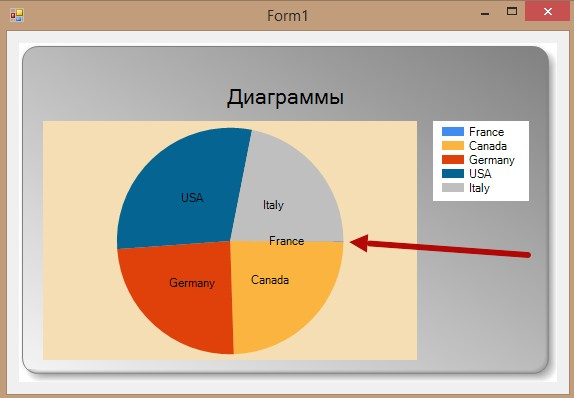 Form1
Диаграммы
France
Canada
Germany
USA
Italy
USA
Italy
France
Germany
Canada